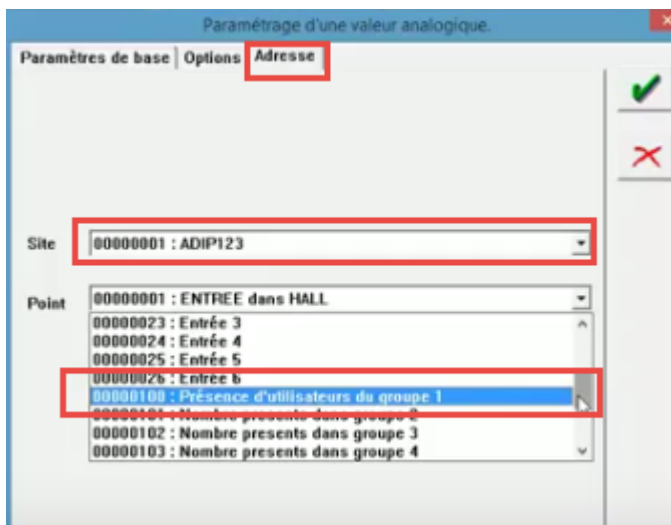 Paramétrage d'une valeur analogique.
Paramètres de base Options Adresse
Site 00000001 : ADIP123
Point 00000001 : ENTREE dans HALL
00000023 : Entrée 3
00000024 : Entrée 4
00000025 : Entrée 5
00000026 : Entrée 6
00000100 : Présence d'utilisateurs du groupe 1
00000101 : Nombre presents dans groupe 2
00000102 : Nombre presents dans groupe 3
00000103 : Nombre presents dans groupe 4